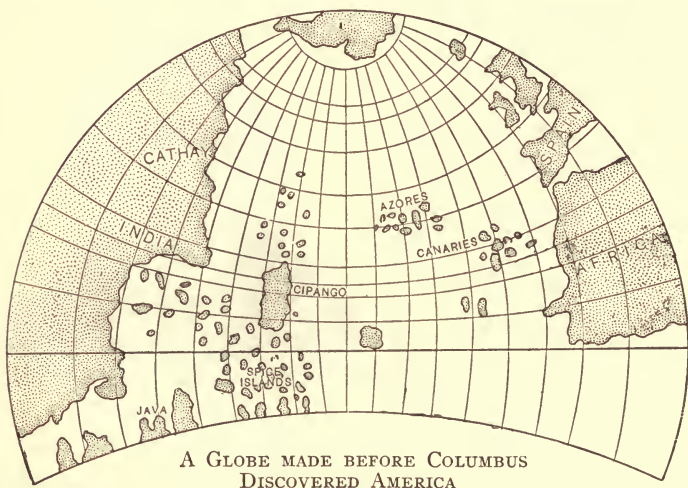 CATHAY
SPAIN
AZORES
INDIA
CANARIES
AFRICA
CIPANGO
SPICE
ISLANDS
JAVA
A GLOBE MADE BEFORE COLUMBUS
DISCOVERED AMERICA